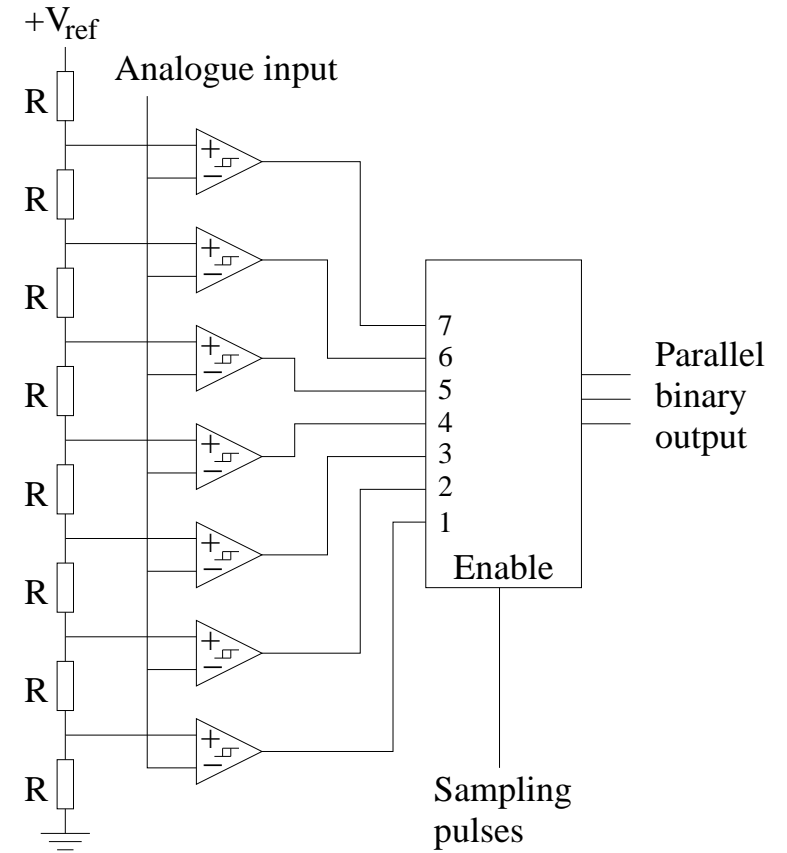 +Vref
Analogue input
R
R
R
R
R
R
R
R
+
−
+
−
+
−
+
−
+
−
+
−
+
−
7
6
5
4
3
2
1
Enable
Parallel
binary
output
Sampling
pulses